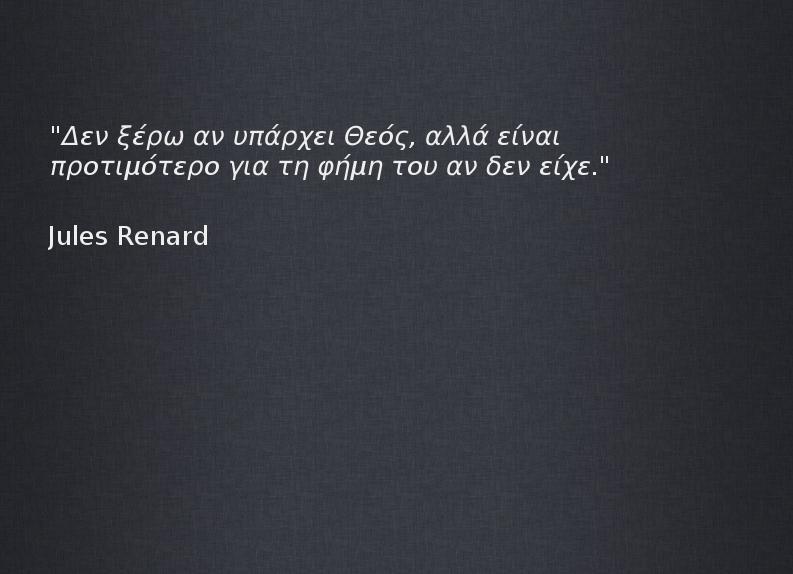 "Δεν ξέρω αν υπάρχει Θεός, αλλά είναι
προτιμότερο για τη φήμη του αν δεν είχε."
Jules Renard